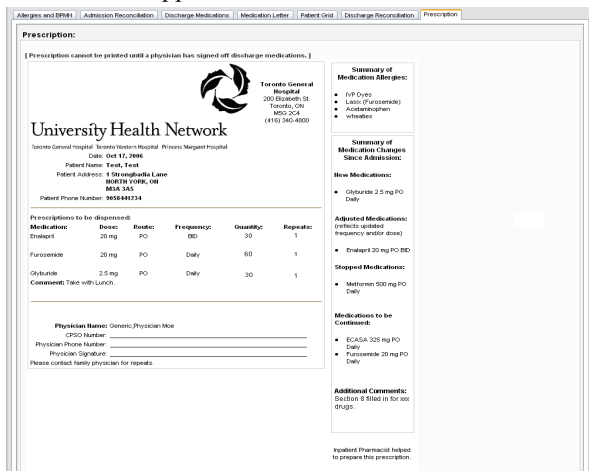 Allergies and BPMH Admission Reconciliation Discharge Medications Medication Letter Patient Grid Discharge Reconciliation Prescription
Prescription:
[ Prescription cannot be printed until a physician has signed off discharge medications. ]
Toronto General
Hospital
200 Elizabeth St.
Toronto, ON
M5G 2C4
(416) 340-4800
University Health Network
Toronto General Hospital Toronto Western Hospital Princess Margaret Hospital
Date: Oct 17, 2006
Patient Name: Test, Test
Patient Address: 1 Strongbadia Lane
NORTH YORK, ON
M3A 3A5
Patient Phone Number: 9058441234
Prescriptions to be dispensed:
Medication: Dose: Route: Frequency: Quantity: Repeats:
Enalapril 20 mg PO BID 30 1
Furosemide 20 mg PO Daily 60 1
Glyburide 2.5 mg PO Daily 30 1
Comment: Take with Lunch.
Physician Name: Generic,Physician Moe
CPSO Number:
Physician Phone Number:
Physician Signature:
Please contact family physician for repeats.
Summary of
Medication Allergies:
• IVP Dyes
• Lasix (Furosemide)
• Acetaminophen
• wheaties
Summary of
Medication Changes
Since Admission:
New Medications:
• Glyburide 2.5 mg PO
Daily
Adjusted Medications:
(reflects updated
frequency and/or dose)
• Enalapril 20 mg PO BID
Stopped Medications:
• Metformin 500 mg PO
Daily
Medications to be
Continued:
• ECASA 325 mg PO
Daily
• Furosemide 20 mg PO
Daily
Additional Comments:
Section 8 filled in for xxx
drugs.
Inpatient Pharmacist helped
to prepare this prescription.